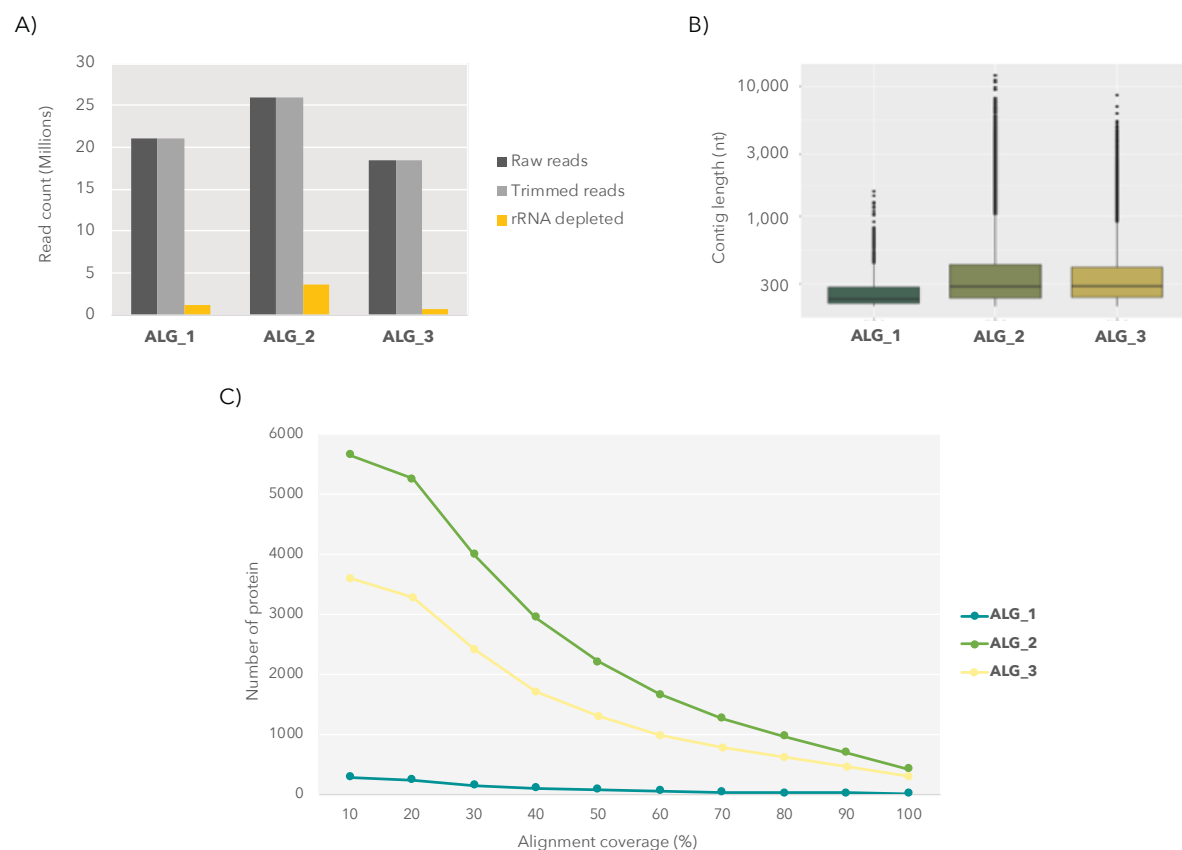 A)
30
25
20
15
10
5
0
Read count (Millions)
ALG_1 ALG_2 ALG_3
Raw reads
Trimmed reads
rRNA depleted
B)
10,000
3,000
1,000
300
Contig length (nt)
ALG_1 ALG_2 ALG_3
C)
6000
5000
4000
3000
2000
1000
0
Number of protein
10 20 30 40 50 60 70 80 90 100
Alignment coverage (%)
ALG_1
ALG_2
ALG_3